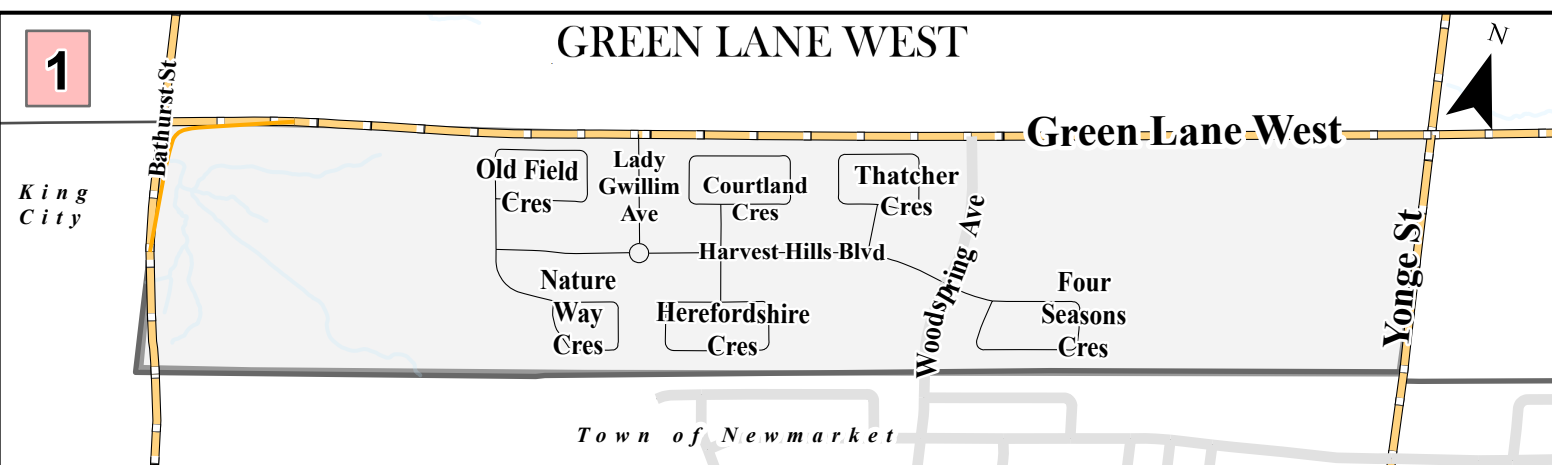 1
GREEN LANE WEST
N
Bathurst St
Green Lane West
King
City
Old Field
Cres
Lady
Gwillim
Ave
Courtland
Cres
Thatcher
Cres
Woodspring Ave
Yonge St
Harvest Hills Blvd
Nature
Way
Cres
Herefordshire
Cres
Four
Seasons
Cres
Town of Newmarket